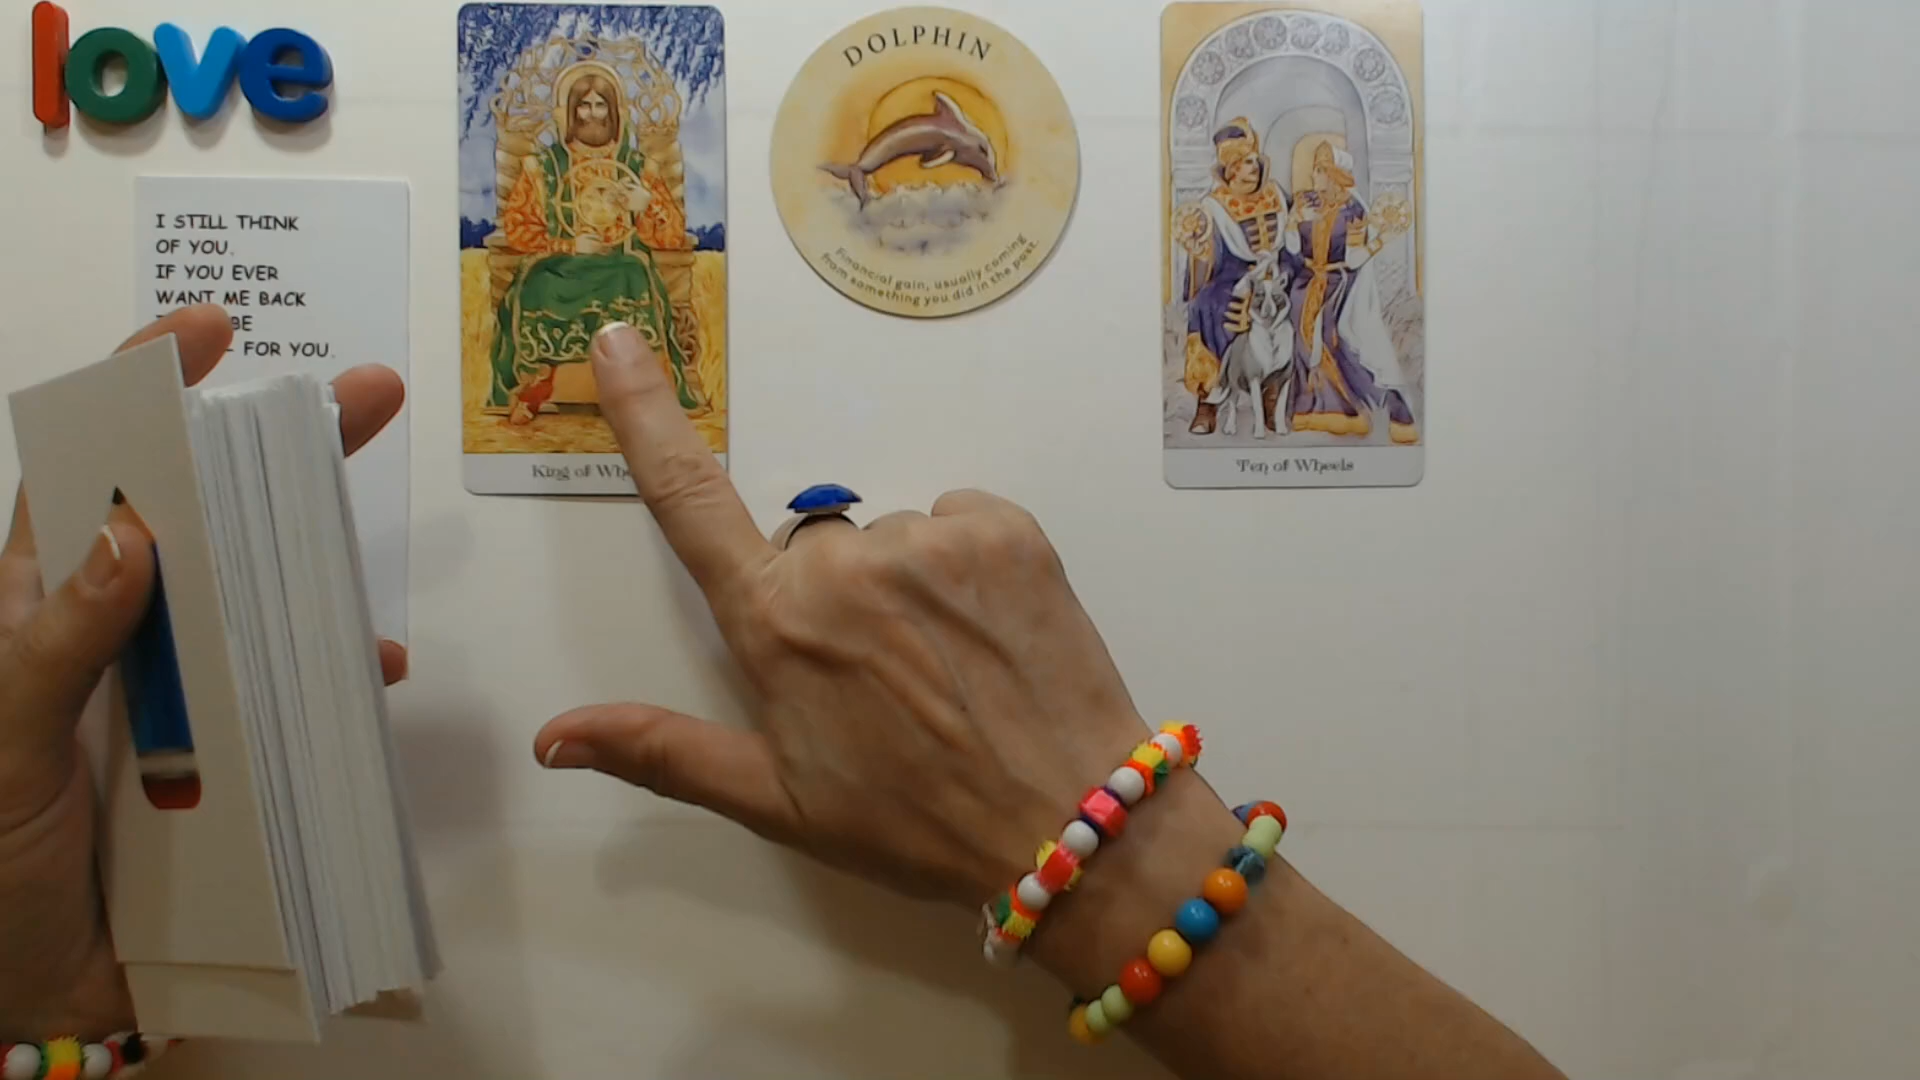 love
I STILL THINK
OF YOU.
IF YOU EVER
WANT ME BACK
BE
FOR YOU.
King of Whe
DOLPHIN
Financial gain, usually coming
from something you did in the past.
Ten of Wheels